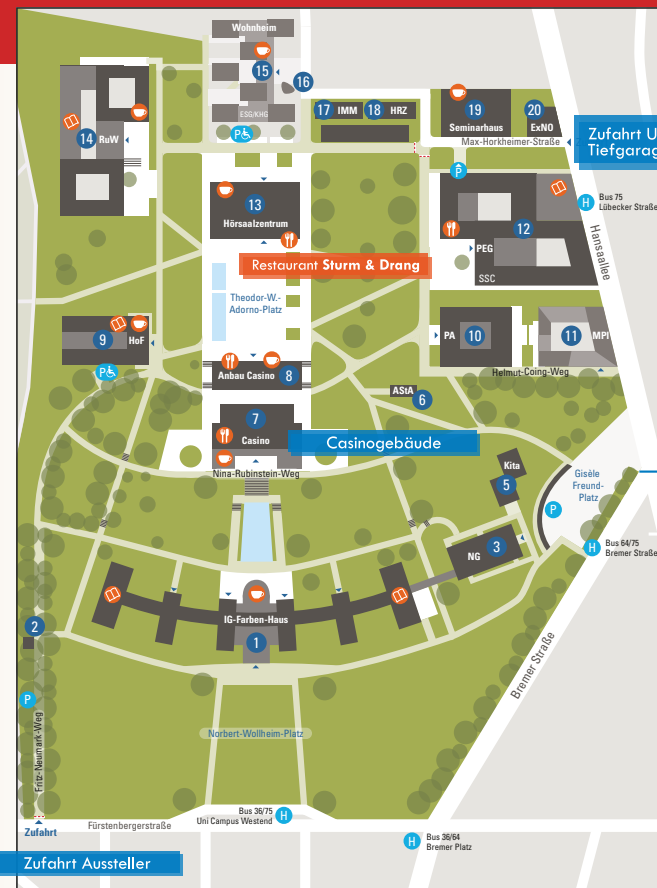 Wohnheim
15
16
ESG/KHG
P
17 IMM
18 HRZ
19
Seminarhaus
20
ExNO
Max-Horkheimer-Straße
Zufahrt U
Tiefgarag
14 RuW
P
H
Bus 75
Lübecker Straße
Hansaallee
13
Hörsaalzentrum
12
PEG
SSC
Restaurant Sturm & Drang
Theodor-W.-
Adorno-Platz
9
HoF
P
PA
10
11
MPI
Helmut-Coing-Weg
Anbau Casino
8
AStA
6
7
Casino
Casinogebäude
Nina-Rubinstein-Weg
Kita
5
Gisèle
Freund-
Platz
P
NG
3
H
Bus 64/75
Bremer Straße
IG-Farben-Haus
1
2
P
Fritz-Neumark-Weg
Bremer Straße
Norbert-Wollheim-Platz
Bus 36/75
Uni Campus Westend
H
Zufahrt
Fürstenbergerstraße
H
Bus 36/64
Bremer Platz
Zufahrt Aussteller